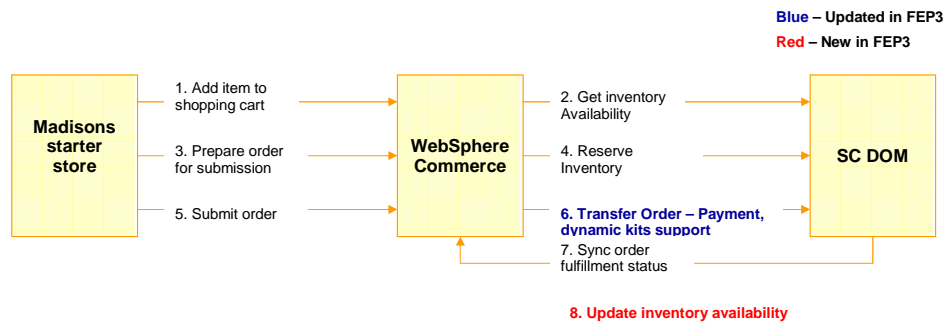 Blue – Updated in FEP3
Red – New in FEP3
Madisons
starter
store
1. Add item to
shopping cart
3. Prepare order
for submission
5. Submit order
WebSphere
Commerce
2. Get inventory
Availability
4. Reserve
Inventory
6. Transfer Order – Payment,
dynamic kits support
7. Sync order
fulfillment status
SC DOM
8. Update inventory availability